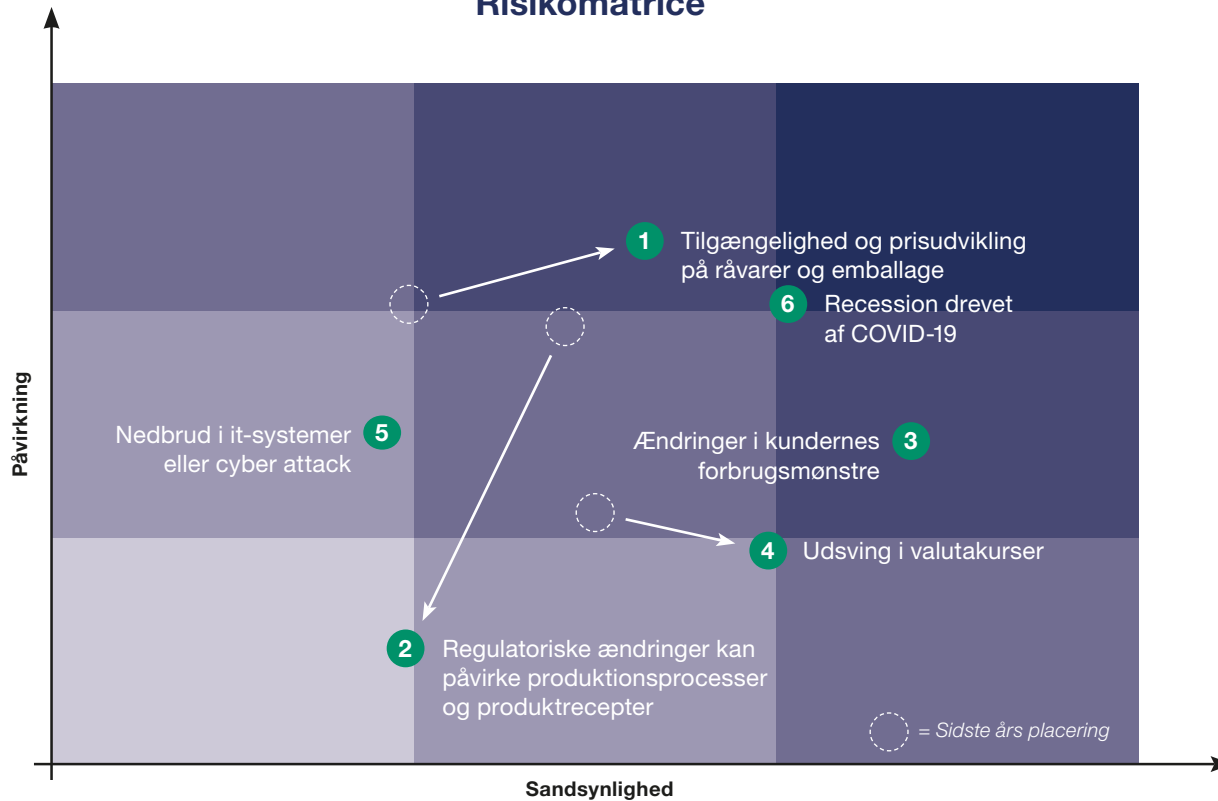 Risikomatrice
Påvirkning
1 Tilgængelighed og prisudvikling
på råvarer og emballage
6 Recession drevet
af COVID-19
Nedbrud i it-systemer 5
eller cyber attack
Ændringer i kundernes 3
forbrugsmønstre
4 Udsving i valutakurser
2 Regulatoriske ændringer kan
påvirke produktionsprocesser
og produktrecepter
= Sidste års placering
Sandsynlighed